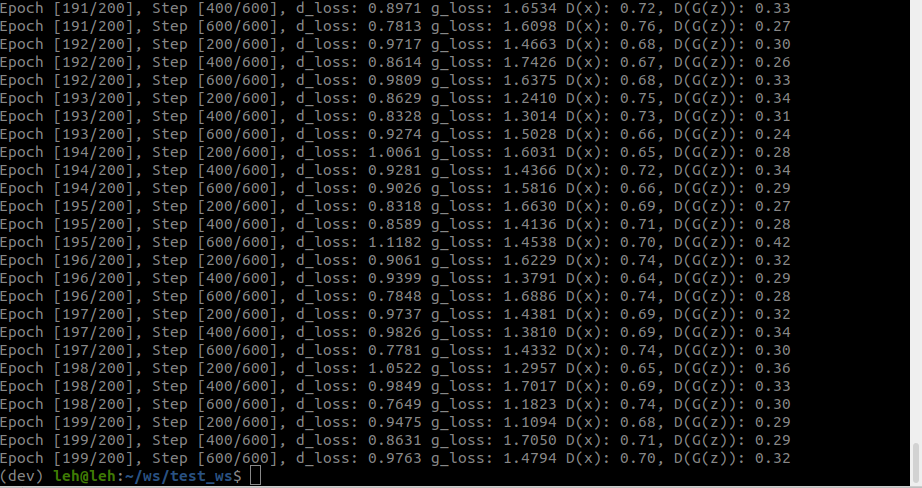 Epoch [191/200], Step [400/600], d_loss: 0.8971 g_loss: 1.6534 D(x): 0.72, D(G(z)): 0.33
Epoch [191/200], Step [600/600], d_loss: 0.7813 g_loss: 1.6098 D(x): 0.76, D(G(z)): 0.27
Epoch [192/200], Step [200/600], d_loss: 0.9717 g_loss: 1.4663 D(x): 0.68, D(G(z)): 0.30
Epoch [192/200], Step [400/600], d_loss: 0.8614 g_loss: 1.7426 D(x): 0.67, D(G(z)): 0.26
Epoch [192/200], Step [600/600], d_loss: 0.9809 g_loss: 1.6375 D(x): 0.68, D(G(z)): 0.33
Epoch [193/200], Step [200/600], d_loss: 0.8629 g_loss: 1.2410 D(x): 0.75, D(G(z)): 0.34
Epoch [193/200], Step [400/600], d_loss: 0.8328 g_loss: 1.3014 D(x): 0.73, D(G(z)): 0.31
Epoch [193/200], Step [600/600], d_loss: 0.9274 g_loss: 1.5028 D(x): 0.66, D(G(z)): 0.24
Epoch [194/200], Step [200/600], d_loss: 1.0061 g_loss: 1.6031 D(x): 0.65, D(G(z)): 0.28
Epoch [194/200], Step [400/600], d_loss: 0.9281 g_loss: 1.4366 D(x): 0.72, D(G(z)): 0.34
Epoch [194/200], Step [600/600], d_loss: 0.9026 g_loss: 1.5816 D(x): 0.66, D(G(z)): 0.29
Epoch [195/200], Step [200/600], d_loss: 0.8318 g_loss: 1.6630 D(x): 0.69, D(G(z)): 0.27
Epoch [195/200], Step [400/600], d_loss: 0.8589 g_loss: 1.4136 D(x): 0.71, D(G(z)): 0.28
Epoch [195/200], Step [600/600], d_loss: 1.1182 g_loss: 1.4538 D(x): 0.70, D(G(z)): 0.42
Epoch [196/200], Step [200/600], d_loss: 0.9061 g_loss: 1.6229 D(x): 0.74, D(G(z)): 0.32
Epoch [196/200], Step [400/600], d_loss: 0.9399 g_loss: 1.3791 D(x): 0.64, D(G(z)): 0.29
Epoch [196/200], Step [600/600], d_loss: 0.7848 g_loss: 1.6886 D(x): 0.74, D(G(z)): 0.28
Epoch [197/200], Step [200/600], d_loss: 0.9737 g_loss: 1.4381 D(x): 0.69, D(G(z)): 0.32
Epoch [197/200], Step [400/600], d_loss: 0.9826 g_loss: 1.3810 D(x): 0.69, D(G(z)): 0.34
Epoch [197/200], Step [600/600], d_loss: 0.7781 g_loss: 1.4332 D(x): 0.74, D(G(z)): 0.30
Epoch [198/200], Step [200/600], d_loss: 1.0522 g_loss: 1.2957 D(x): 0.65, D(G(z)): 0.36
Epoch [198/200], Step [400/600], d_loss: 0.9849 g_loss: 1.7017 D(x): 0.69, D(G(z)): 0.33
Epoch [198/200], Step [600/600], d_loss: 0.7649 g_loss: 1.1823 D(x): 0.74, D(G(z)): 0.30
Epoch [199/200], Step [200/600], d_loss: 0.9475 g_loss: 1.1094 D(x): 0.68, D(G(z)): 0.29
Epoch [199/200], Step [400/600], d_loss: 0.8631 g_loss: 1.7050 D(x): 0.71, D(G(z)): 0.29
Epoch [199/200], Step [600/600], d_loss: 0.9763 g_loss: 1.4794 D(x): 0.70, D(G(z)): 0.32
(dev) leh@leh:~/ws/test_ws$